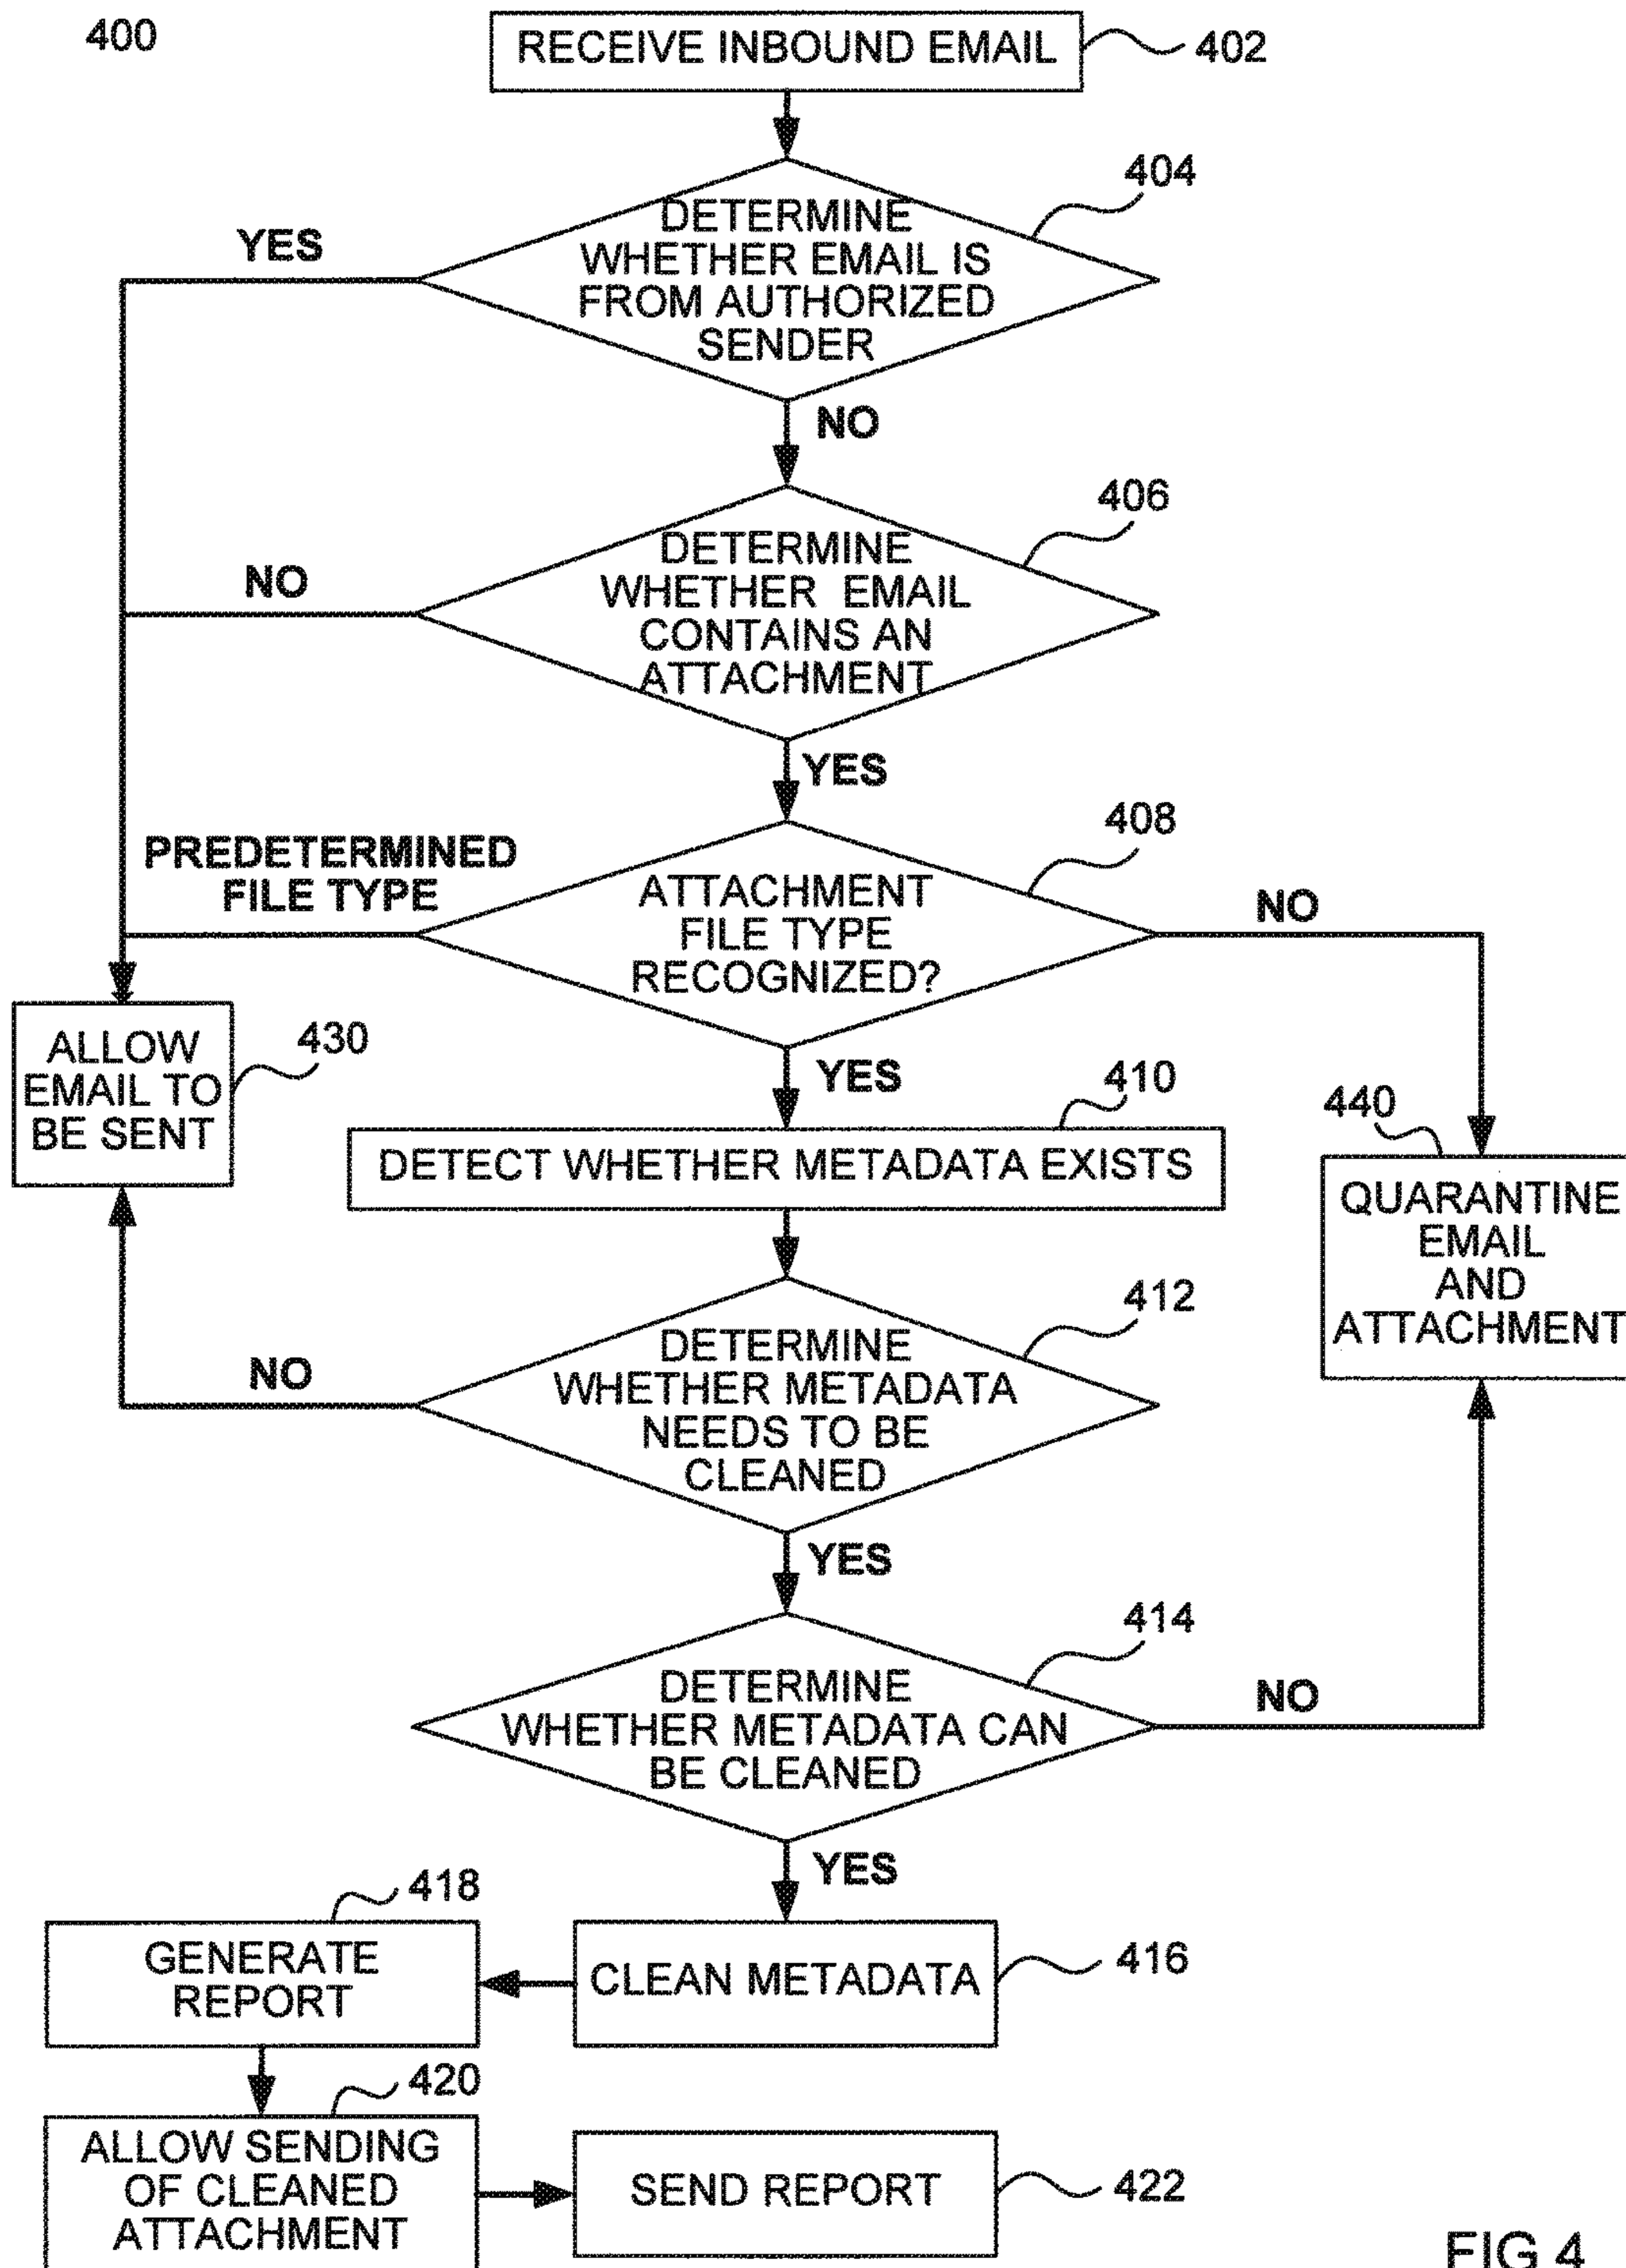 400
RECEIVE INBOUND EMAIL
402
404
DETERMINE
WHETHER EMAIL IS
FROM AUTHORIZED
SENDER
YES
NO
406
DETERMINE
WHETHER EMAIL
CONTAINS AN
ATTACHMENT
NO
YES
408
PREDETERMINED
FILE TYPE
ATTACHMENT
FILE TYPE
RECOGNIZED?
NO
ALLOW
EMAIL TO
BE SENT
430
YES
410
DETECT WHETHER METADATA EXISTS
440
QUARANTINE
EMAIL
AND
ATTACHMENT
412
DETERMINE
WHETHER METADATA
NEEDS TO BE
CLEANED
NO
YES
414
DETERMINE
WHETHER METADATA CAN
BE CLEANED
NO
YES
418
GENERATE
REPORT
CLEAN METADATA
416
420
ALLOW SENDING
OF CLEANED
ATTACHMENT
SEND REPORT
422
FIG 4